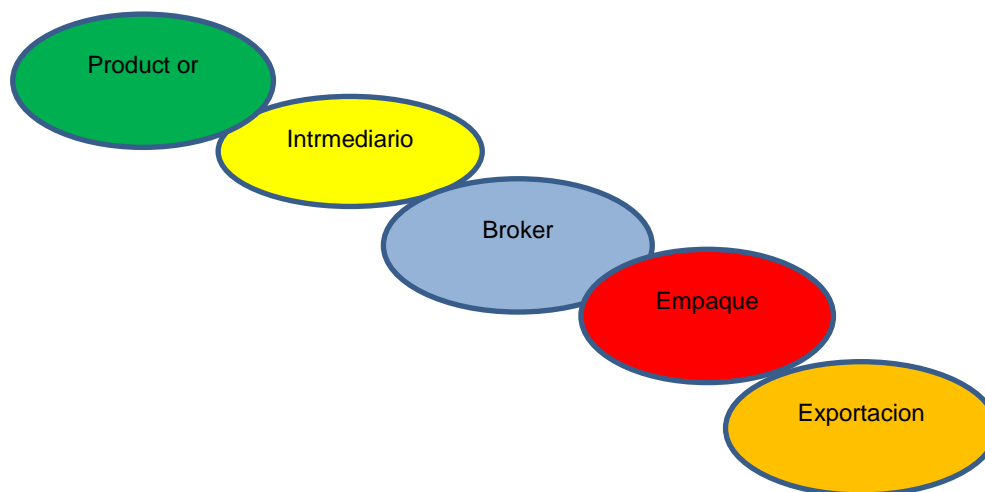 Product or
Intrmediario
Broker
Empaque
Exportacion